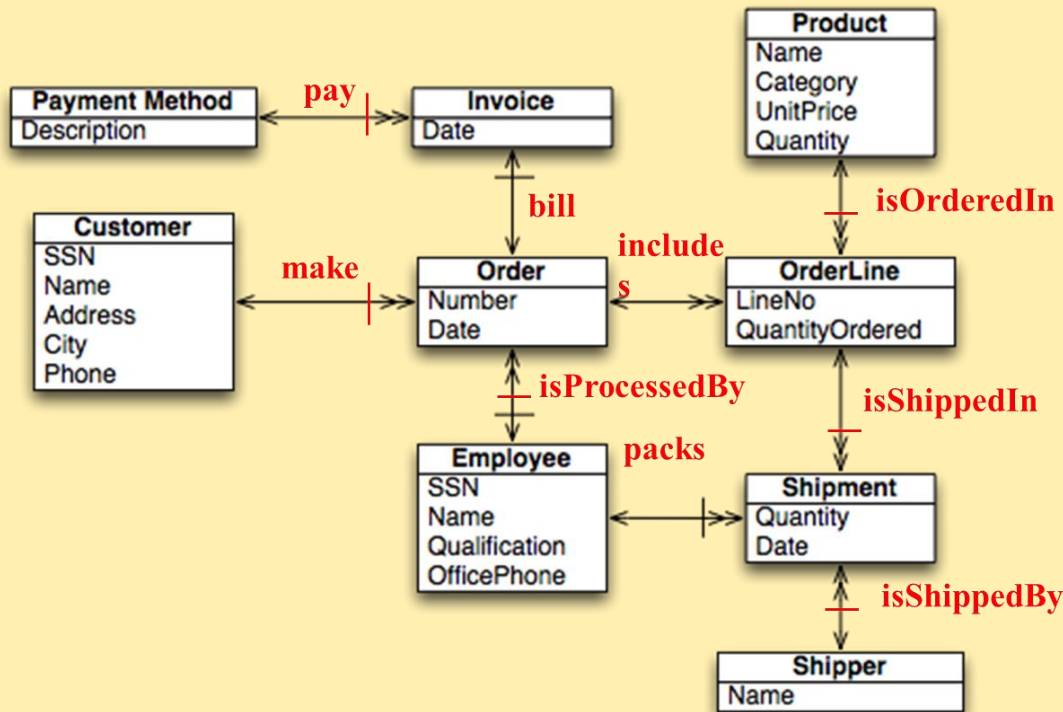 Product
Name
Category
UnitPrice
Quantity
Payment Method
Description
pay
Invoice
Date
bill
isOrderedIn
Customer
SSN
Name
Address
City
Phone
make
Order
Number
Date
include
s
OrderLine
LineNo
QuantityOrdered
isProcessedBy
isShippedIn
Employee
SSN
Name
Qualification
OfficePhone
packs
Shipment
Quantity
Date
isShippedBy
Shipper
Name